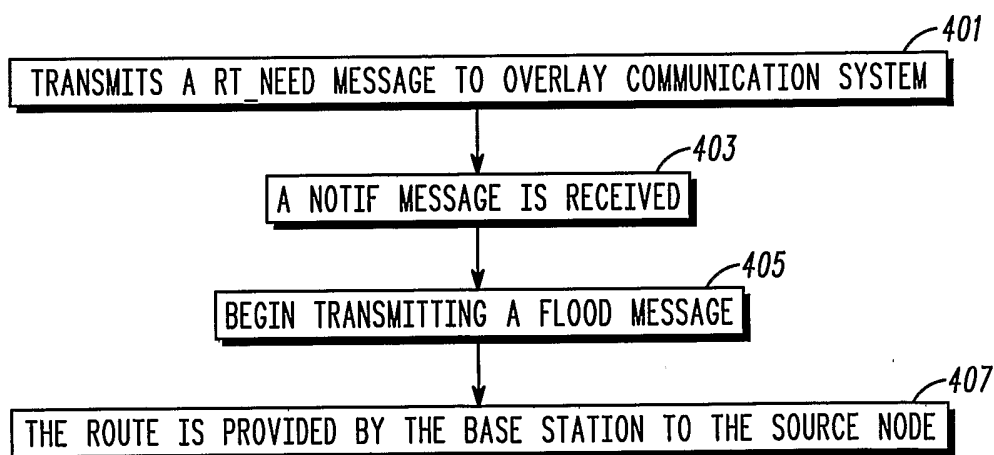 401
TRANSMITS A RT_NEED MESSAGE TO OVERLAY COMMUNICATION SYSTEM
403
A NOTIF MESSAGE IS RECEIVED
405
BEGIN TRANSMITTING A FLOOD MESSAGE
407
THE ROUTE IS PROVIDED BY THE BASE STATION TO THE SOURCE NODE